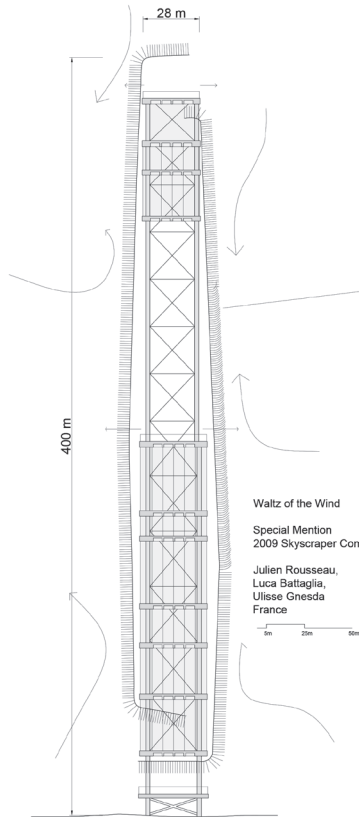 28 m
400 m
Waltz of the Wind
Special Mention
2009 Skyscraper Com
Julien Rousseau,
Luca Battaglia,
Ulisse Gnesda
France
5m 25m 50m